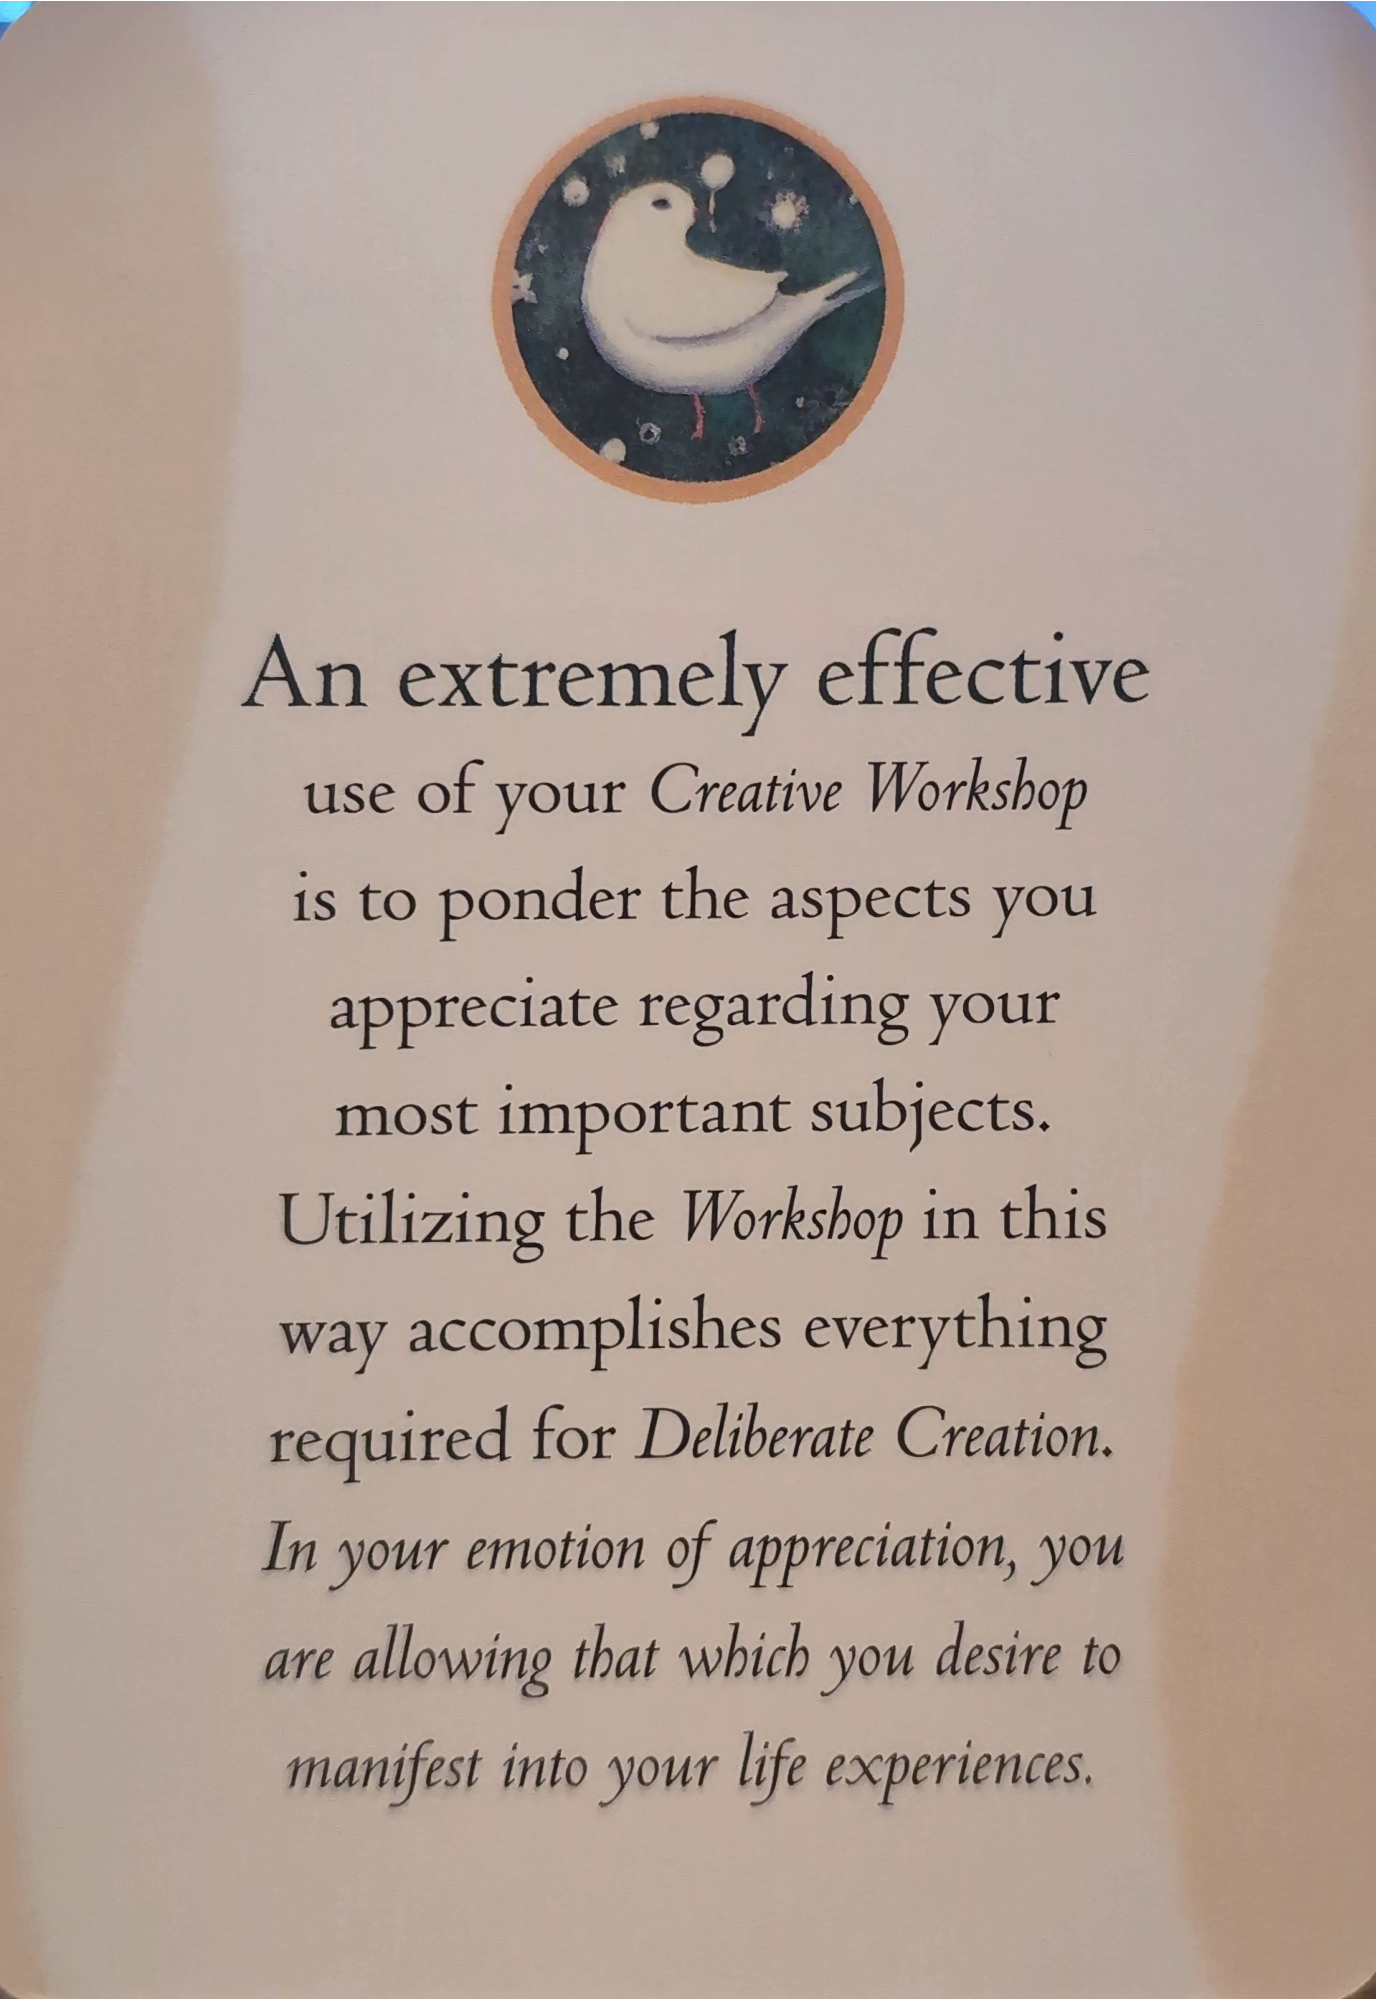 An extremely effective
use of your Creative Workshop
is to ponder the aspects you
appreciate regarding your
most important subjects.
Utilizing the Workshop in this
way accomplishes everything
required for Deliberate Creation.
In your emotion of appreciation, you
are allowing that which you desire to
manifest into your life experiences.